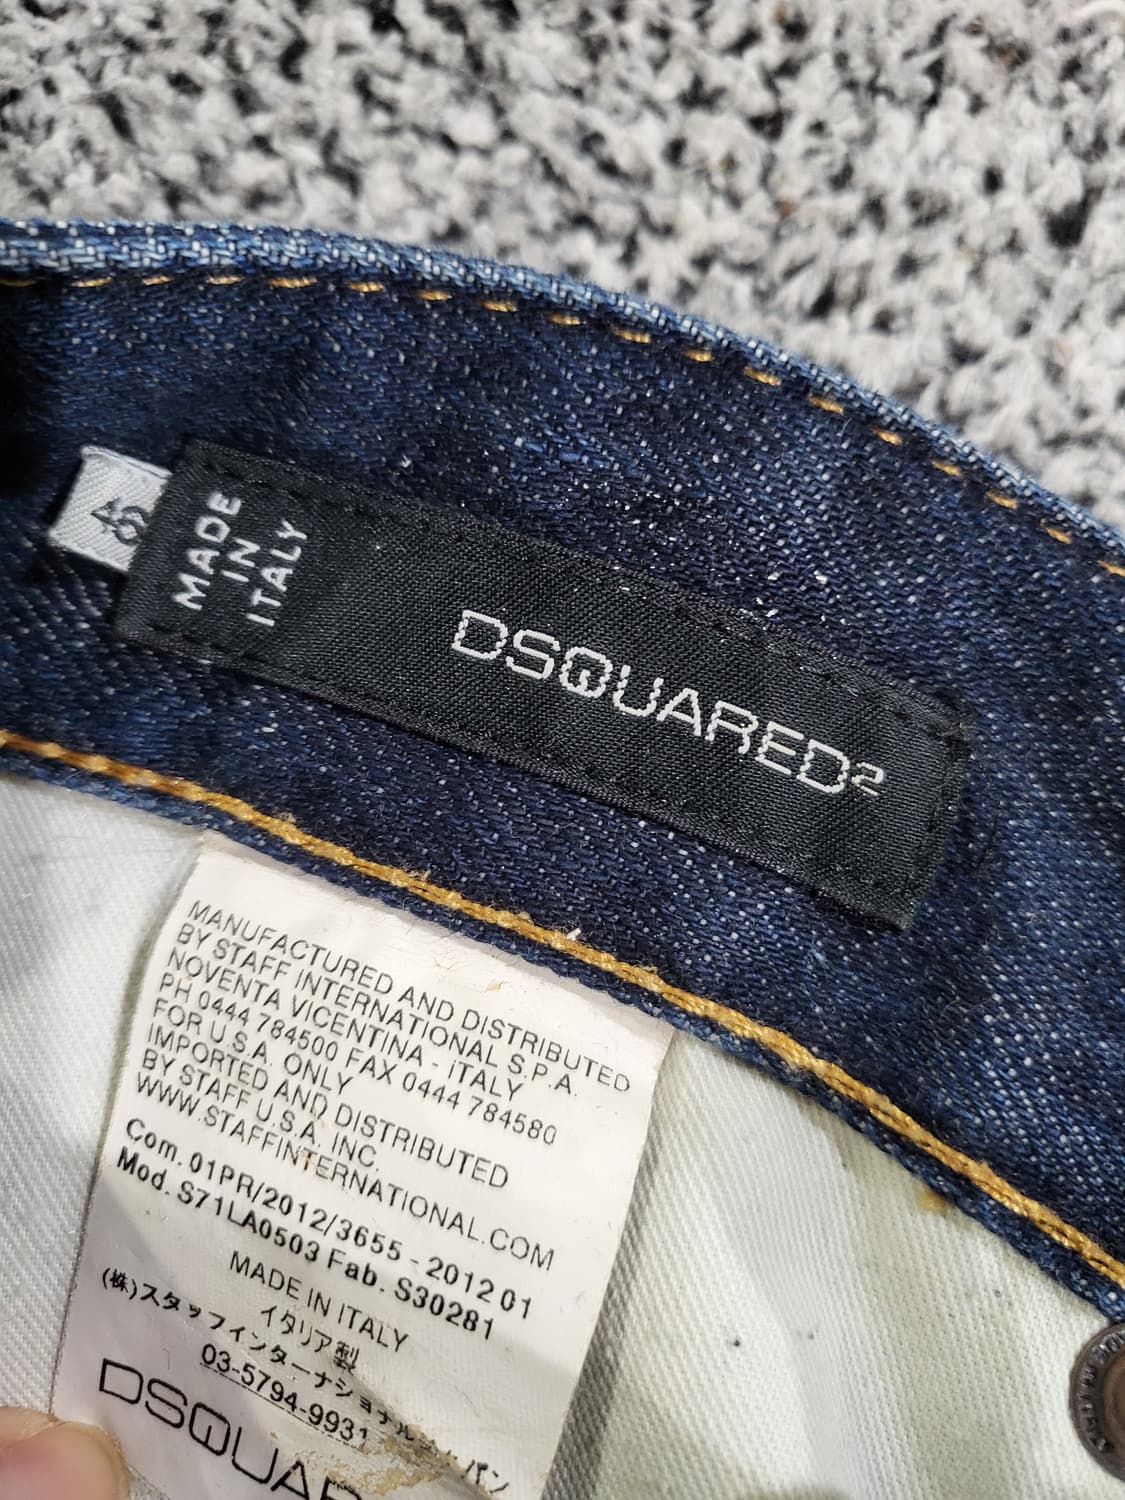 46
MADE
IN
ITALY
DSQUARED2
MANUFACTURED AND DISTRIBUTED
BY STAFF INTERNATIONAL S.P.A.
NOVENTA VICENTINA - ITALY
PH 0444 784500 FAX 0444 784580
FOR U.S.A. ONLY
IMPORTED AND DISTRIBUTED
BY STAFF U.S.A. INC.
WWW.STAFFINTERNATIONAL.COM
Com. 01PR/2012/3655 - 2012 01
Mod. S71LA0503 Fab. S30281
MADE IN ITALY
イタリア製
(株)スタッフインターナショナル
03-5794-9931
DSQUAR